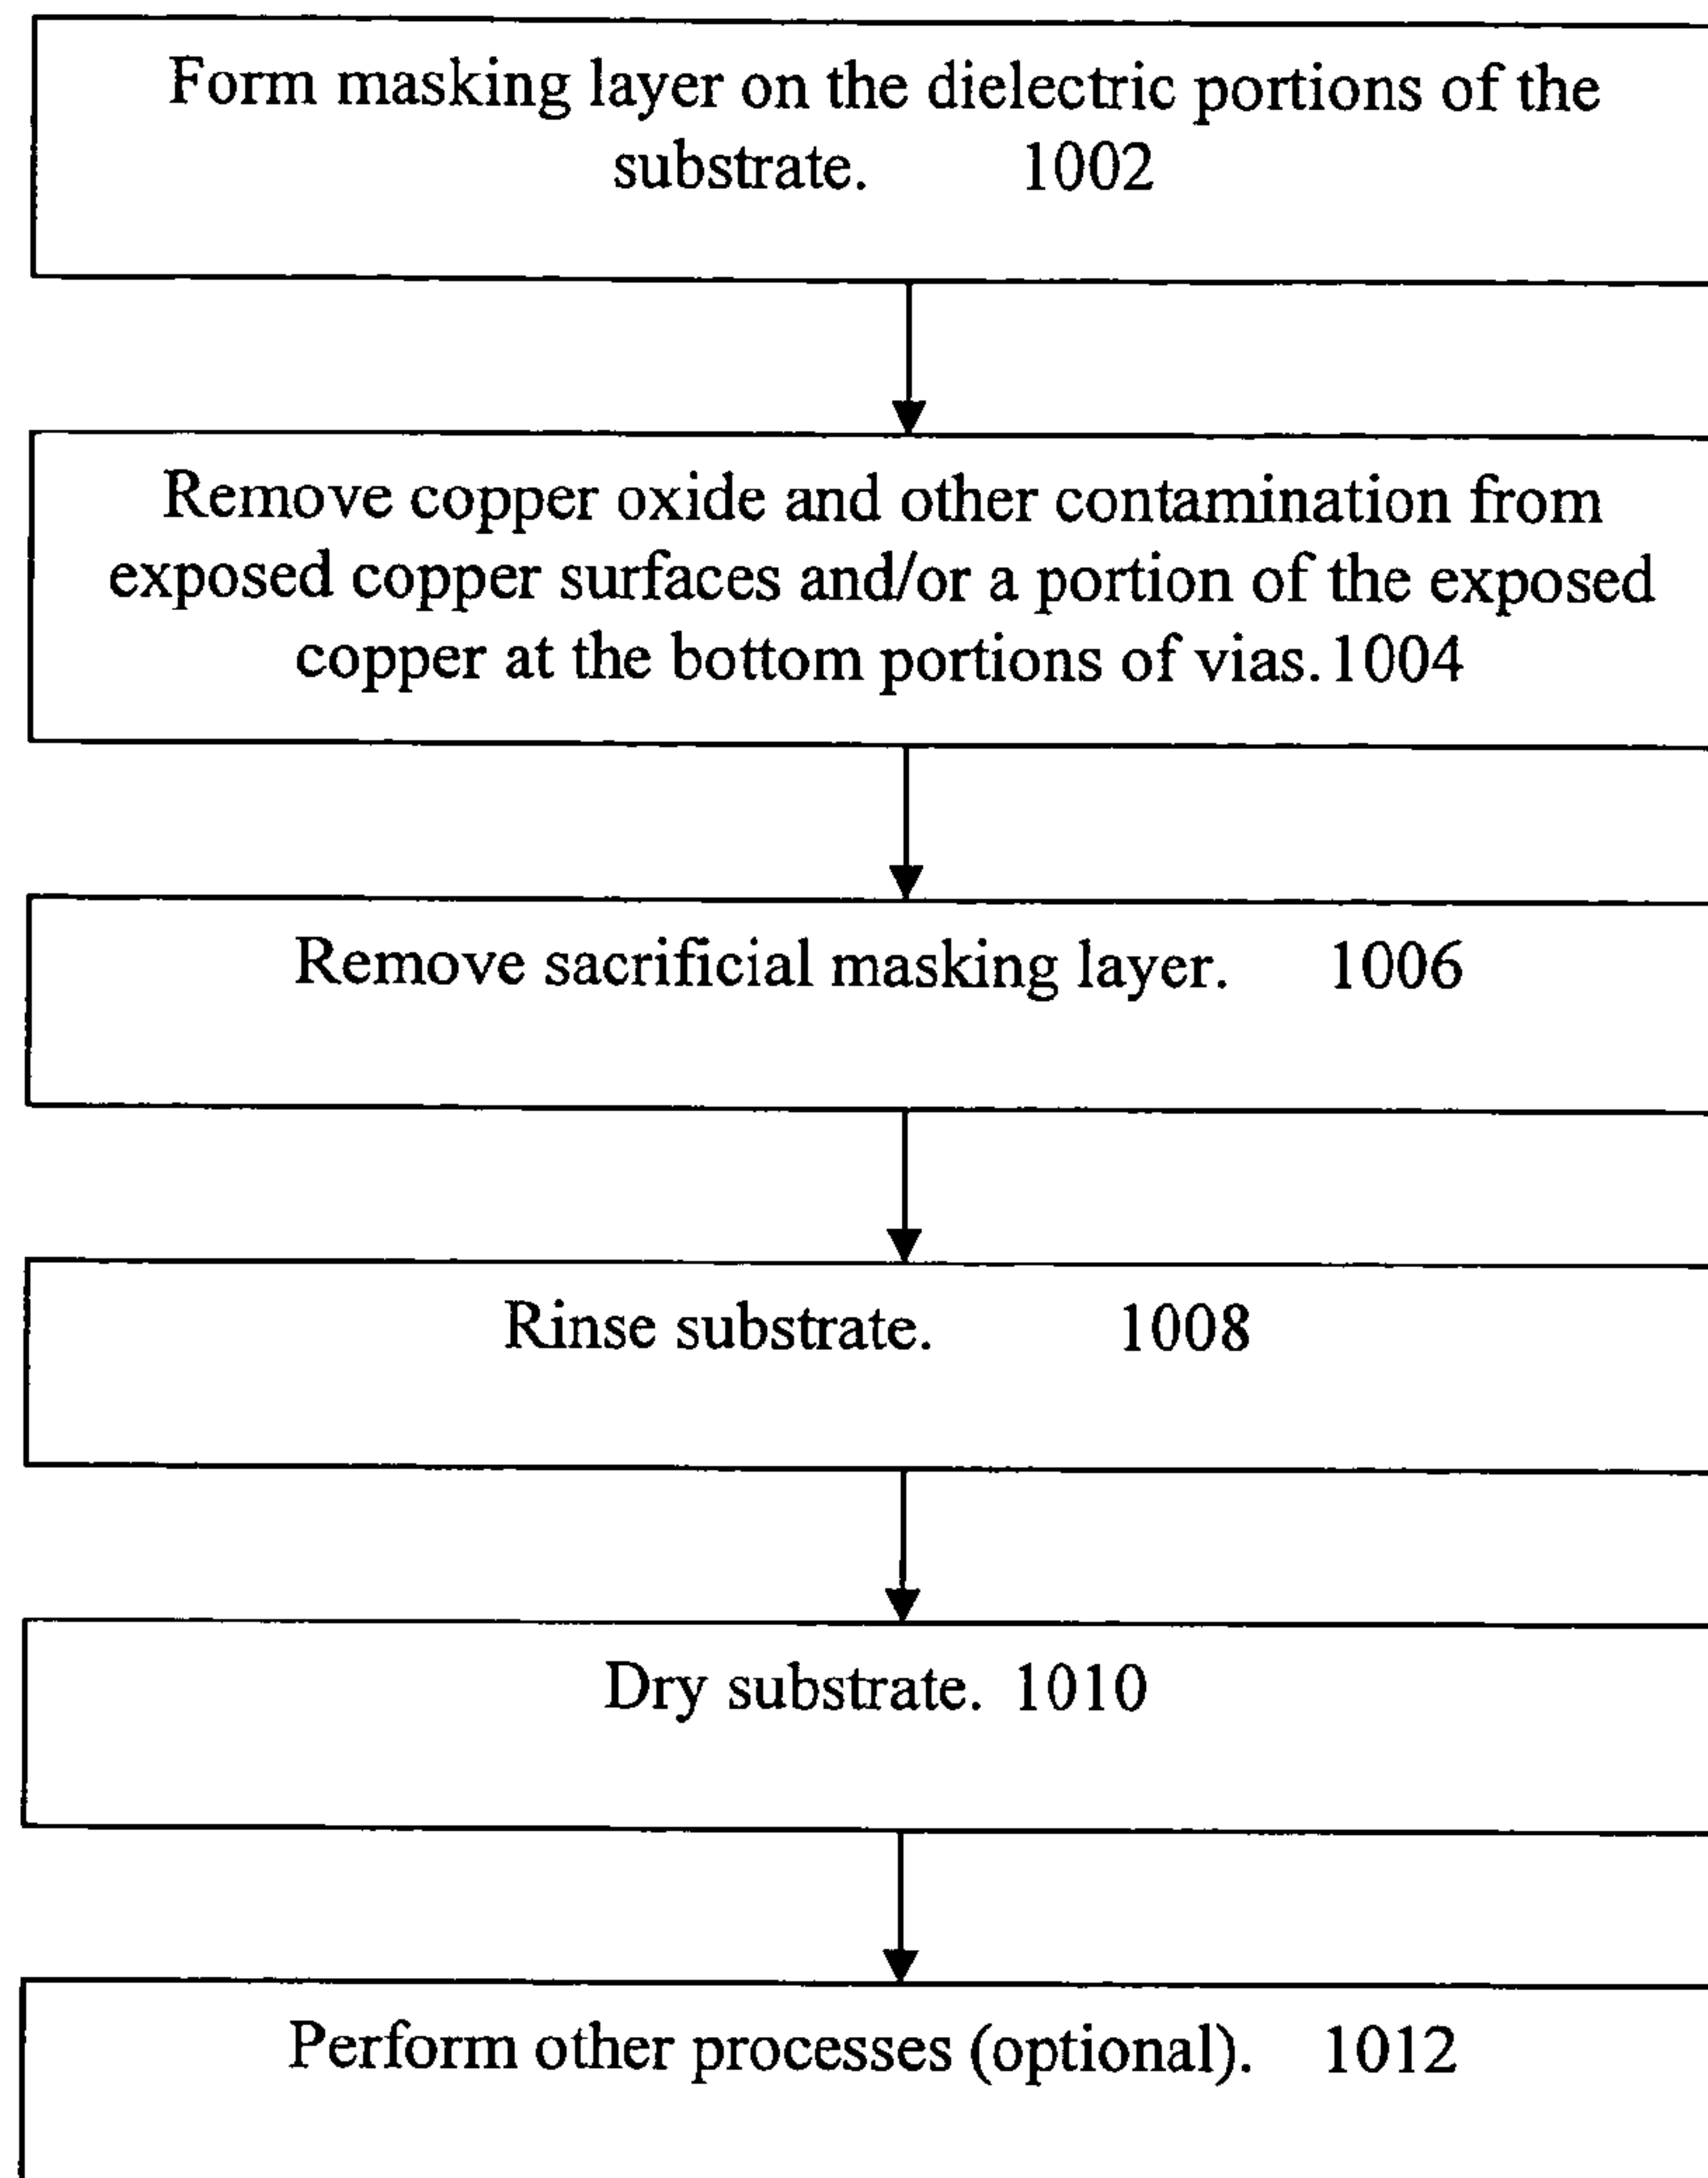 Form masking layer on the dielectric portions of the
substrate. 1002
Remove copper oxide and other contamination from
exposed copper surfaces and/or a portion of the exposed
copper at the bottom portions of vias. 1004
Remove sacrificial masking layer. 1006
Rinse substrate. 1008
Dry substrate. 1010
Perform other processes (optional). 1012